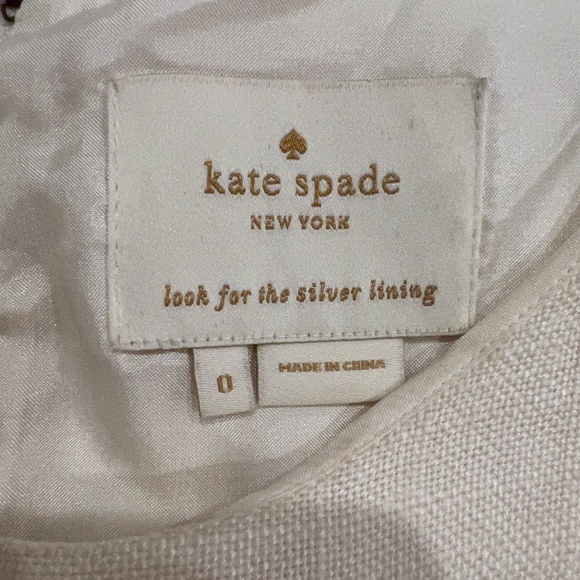 kate spade
NEW YORK
look for the silver lining
0
MADE IN CHINA